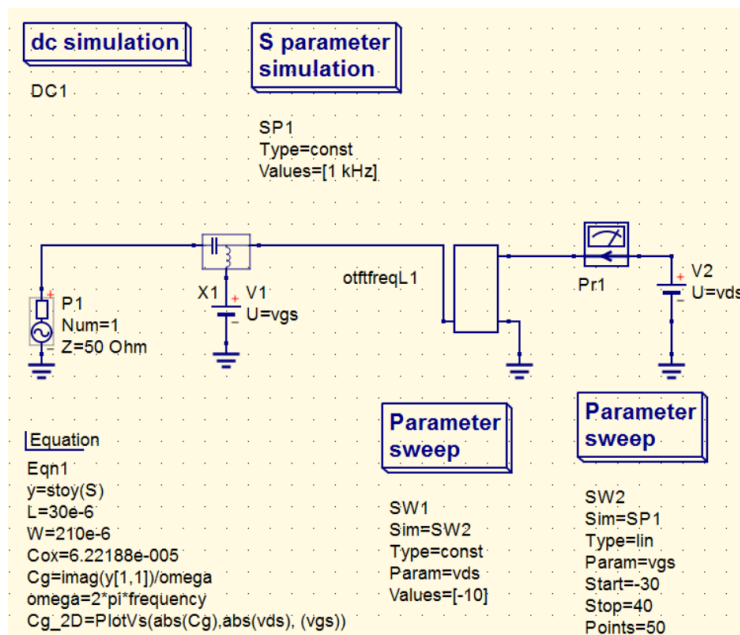 dc simulation
DC1
S parameter
simulation
SP1
Type=const
Values=[1 kHz]
P1
Num=1
Z=50 Ohm
X1
V1
U=vgs
otftfreqL1
Pr1
V2
U=vds
Equation
Eqn1
y=stoy(S)
L=30e-6
W=210e-6
Cox=6.22188e-005
Cg=imag(y[1,1])/omega
omega=2*pi*frequency
Cg_2D=PlotVs(abs(Cg),abs(vds), (vgs))
Parameter
sweep
SW1
Sim=SW2
Type=const
Param=vds
Values=[-10]
Parameter
sweep
SW2
Sim=SP1
Type=lin
Param=vgs
Start=-30
Stop=40
Points=50